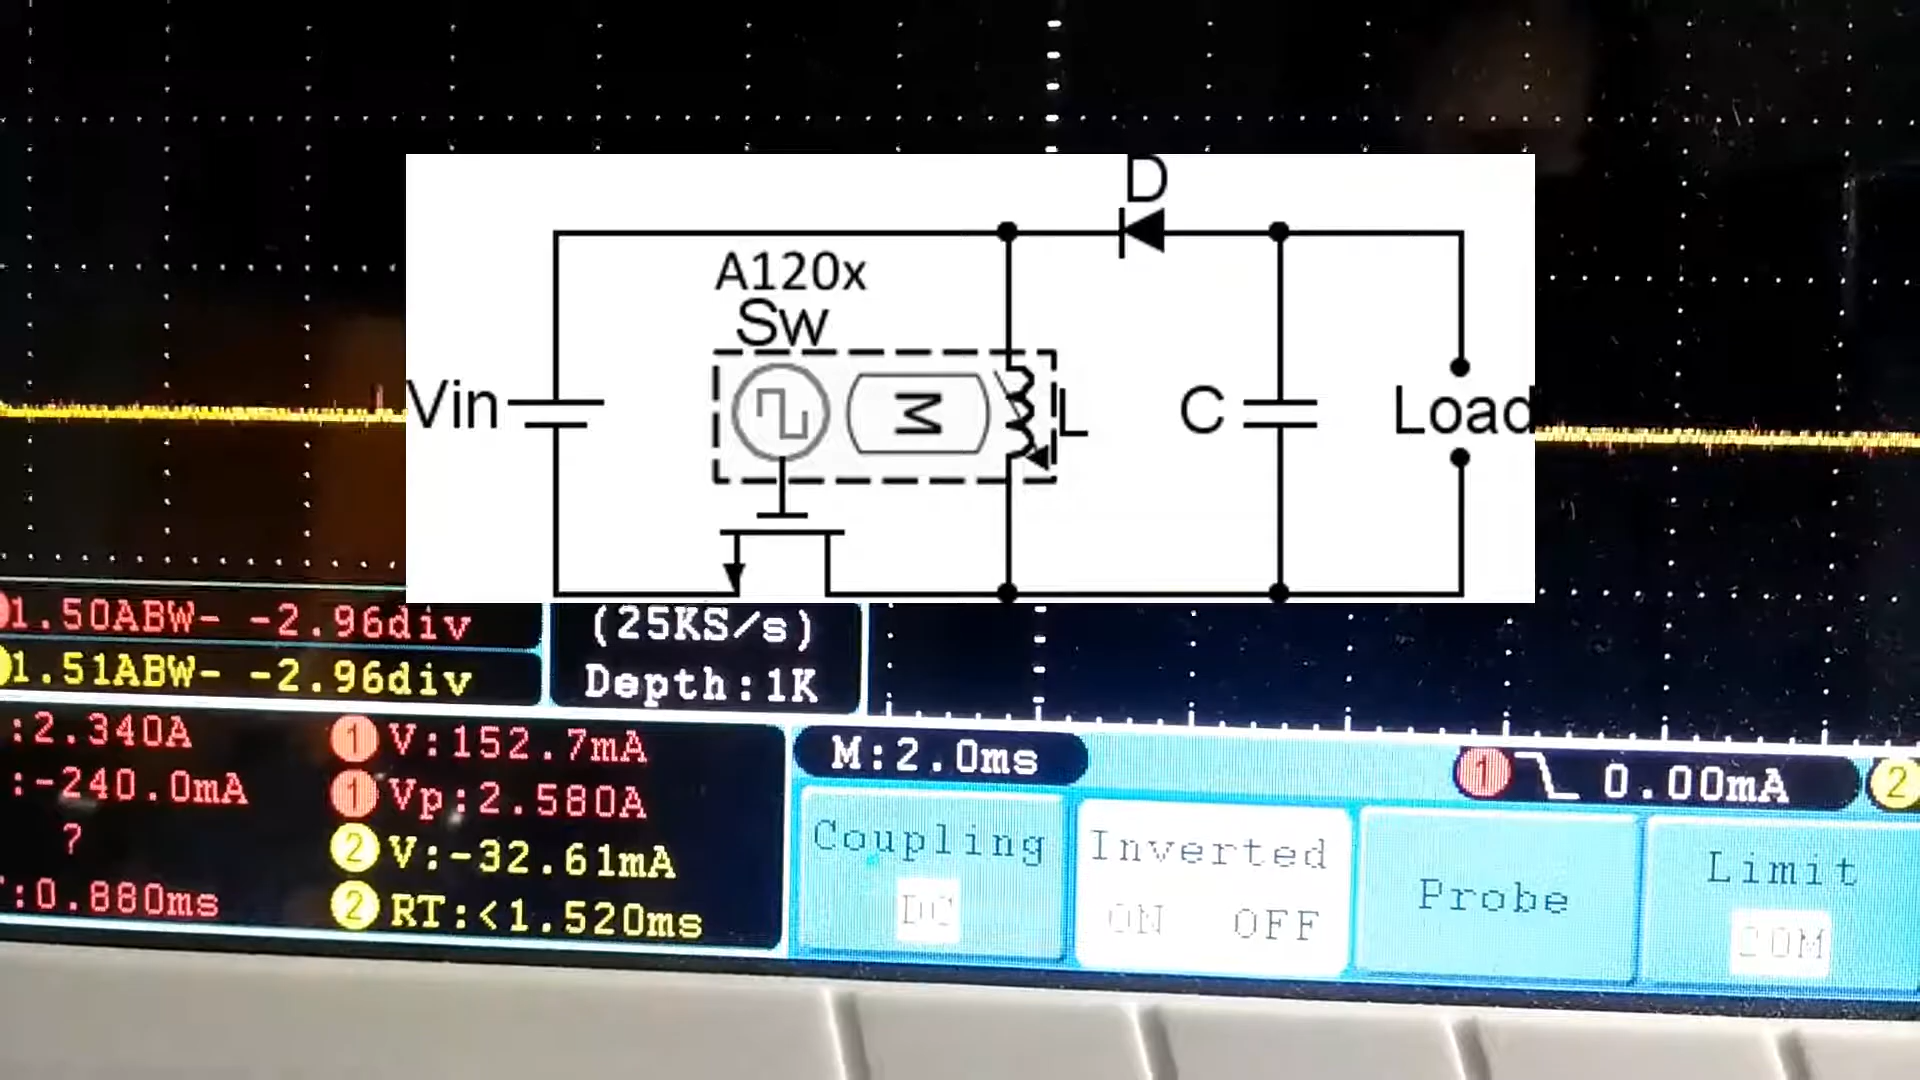 D
A120x
Sw
Vin
L
C
Load
1.50ABW- -2.96div
(25KS/s)
1.51ABW- -2.96div
Depth:1K
:2.340A
1 V:152.7mA
M:2.0ms
1
0.00mA
2
:-240.0mA
1 Vp:2.580A
Coupling
Inverted
Probe
Limit
?
2 V:-32.61mA
DC
ON OFF
20M
:0.880ms
2 RT:<1.520ms